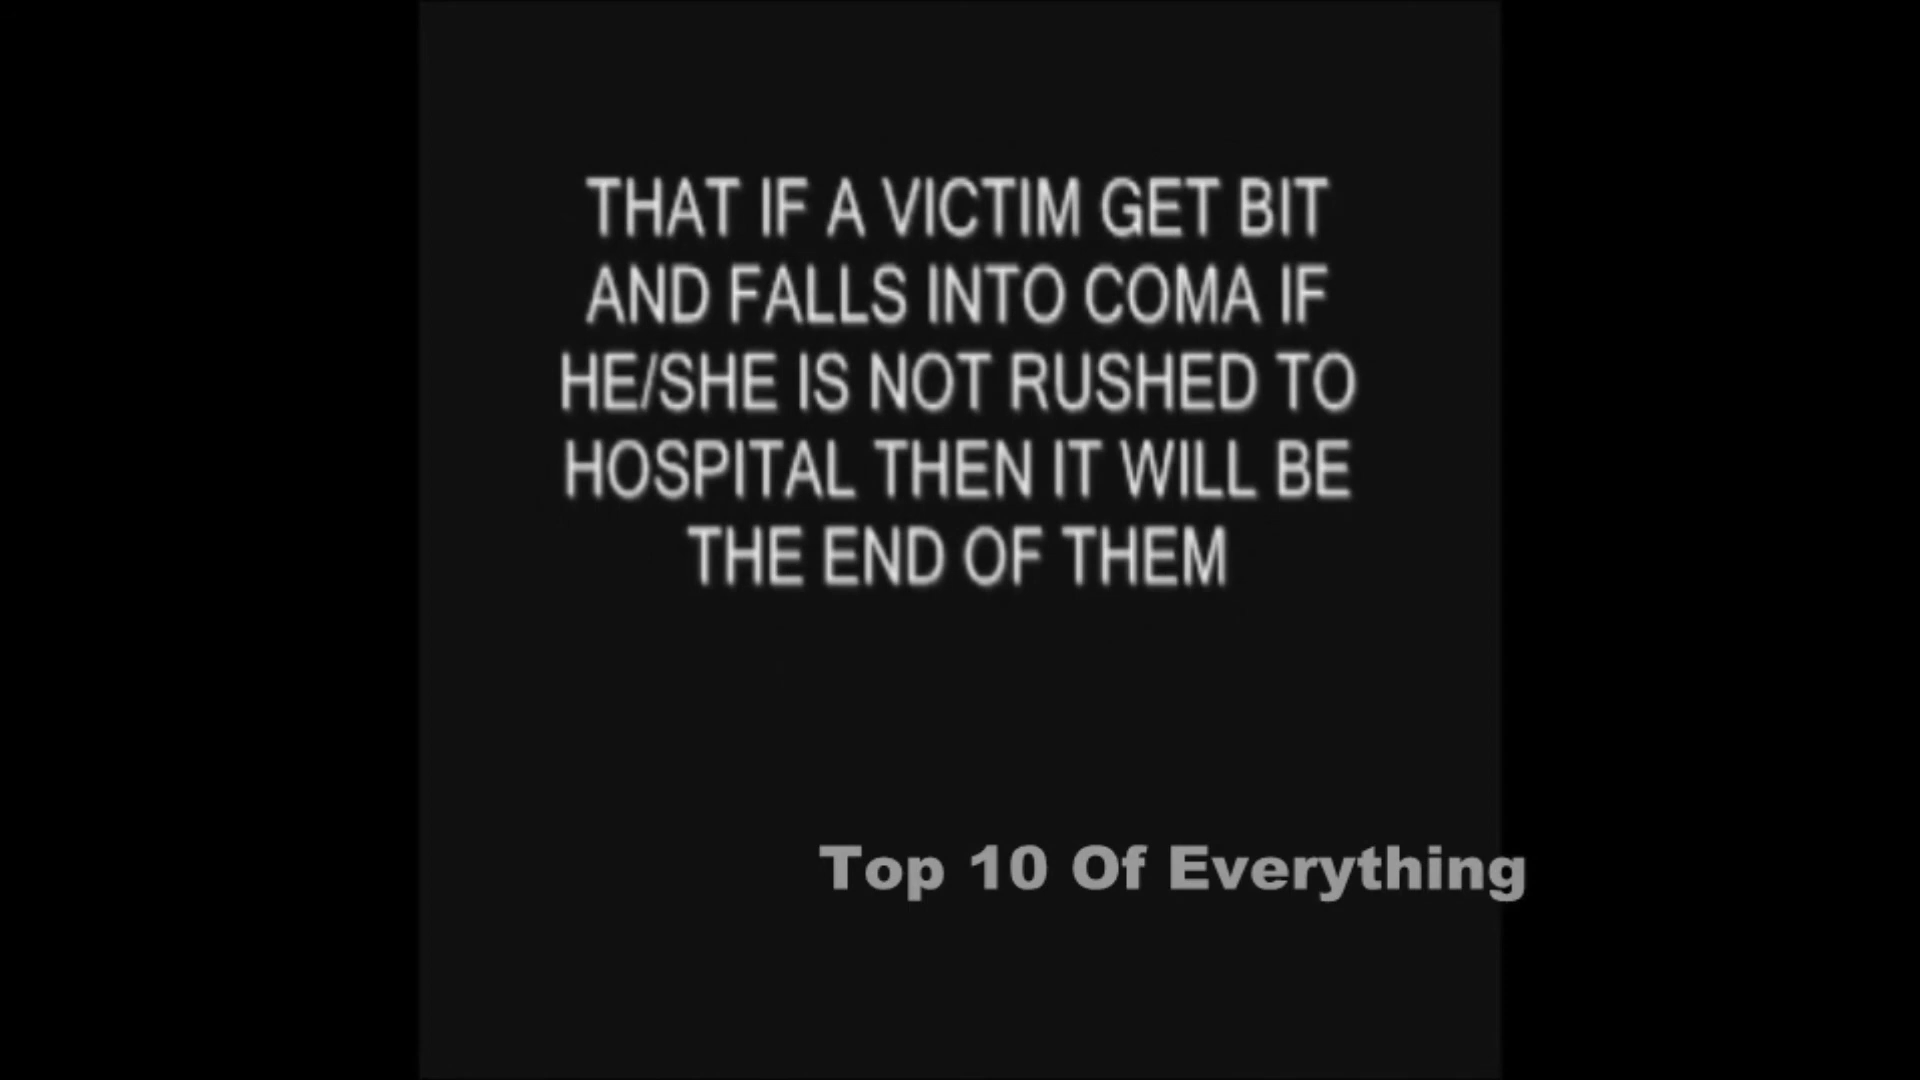 THAT IF A VICTIM GET BIT
AND FALLS INTO COMA IF
HE/SHE IS NOT RUSHED TO
HOSPITAL THEN IT WILL BE
THE END OF THEM
Top 10 Of Everything